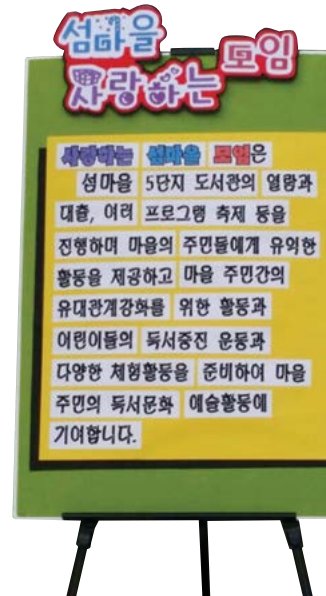 섬마을
사랑하는 모임
사랑하는 섬마을 모임은
섬마을 5단지 도서관의 열람과
대출, 여러 프로그램 축제 등을
진행하며 마을의 주민들에게 유익한
활동을 제공하고 마을 주민간의
유대관계강화를 위한 활동과
어린이들의 독서증진 운동과
다양한 체험활동을 준비하여 마을
주민의 독서문화 예술활동에
기여합니다.